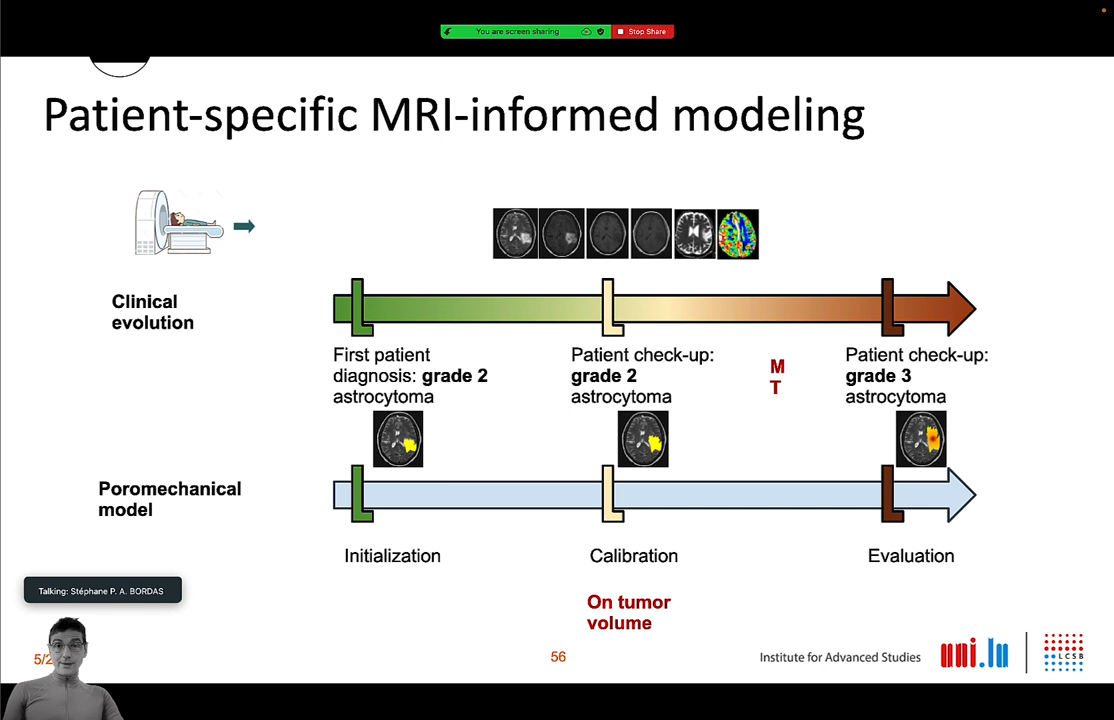 You are screen sharing
Stop Share
Patient-specific MRI-informed modeling
Clinical
evolution
First patient
diagnosis: grade 2
astrocytoma
Patient check-up:
grade 2
astrocytoma
M
T
Patient check-up:
grade 3
astrocytoma
Poromechanical
model
Initialization
Calibration
Evaluation
On tumor
volume
Talking: Stéphane P. A. BORDAS
5/2
56
Institute for Advanced Studies
uni.lu
LCSB